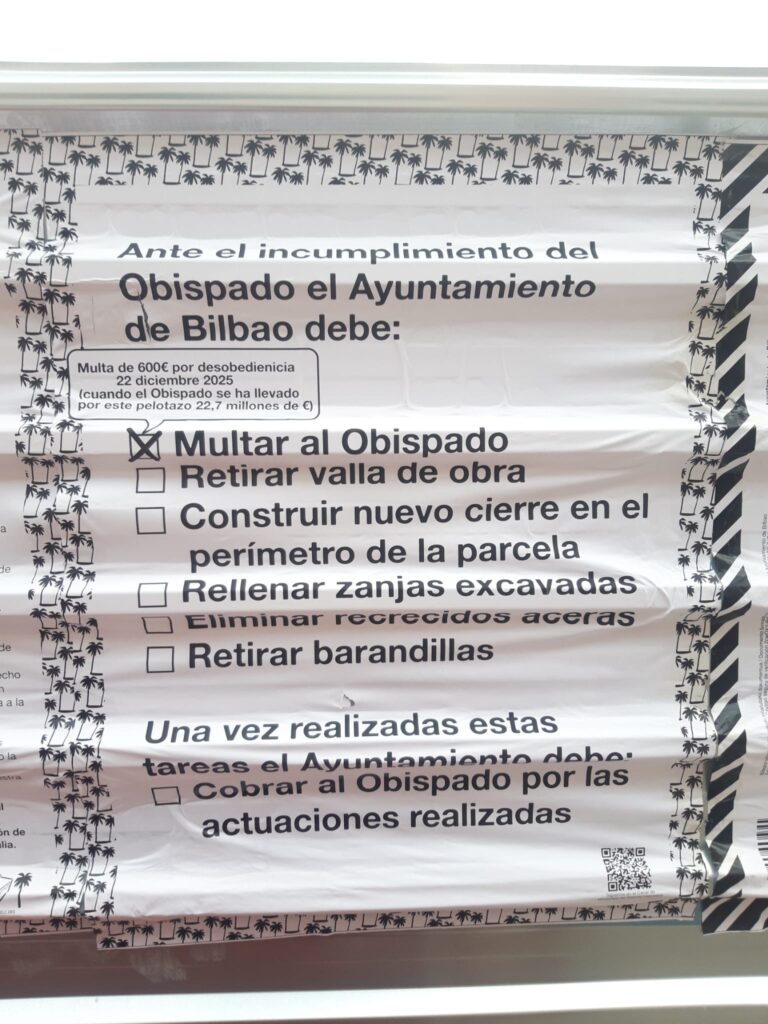 Ante el incumplimiento del
Obispado el Ayuntamiento
de Bilbao debe:
Multa de 600€ por desobedienicia
22 diciembre 2025
(cuando el Obispado se ha llevado
por este pelotazo 22,7 millones de €)
Multar al Obispado
Retirar valla de obra
Construir nuevo cierre en el
perímetro de la parcela
Rellenar zanjas excavadas
Eliminar recrecidos aceras
Retirar barandillas
Una vez realizadas estas
tareas el Ayuntamiento debe:
Cobrar al Obispado por las
actuaciones realizadas